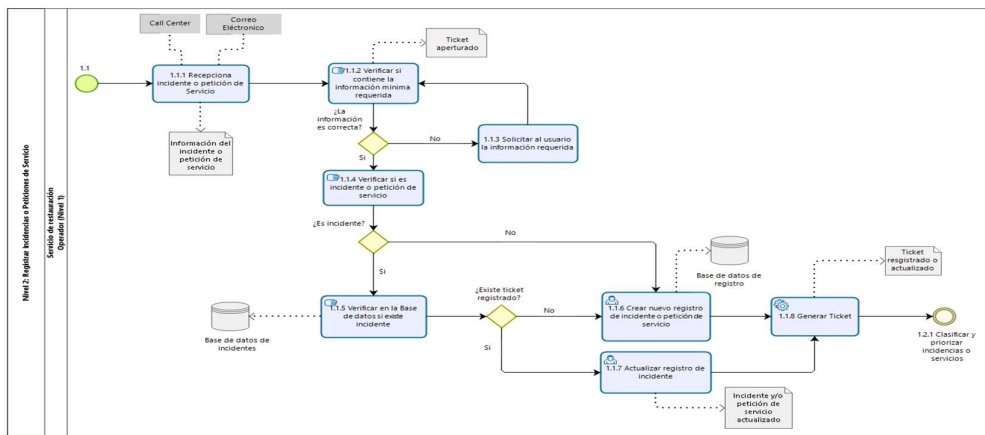 Nivel 2: Registrar Incidencias o Peticiones de Servicio
Servicio de restauración
Operador (Nivel 1)
Call Center
Correo
Eléctronico
1.1
1.1.1 Recepciona
incidente o petición de
Servicio
Información del
incidente o
petición de
servicio
Ticket
aperturado
1.1.2 Verificar si
contiene la
información mínima
requerida
¿La
información
es correcta?
No
Si
1.1.3 Solicitar al usuario
la información requerida
1.1.4 Verificar si es
incidente o petición de
servicio
¿Es incidente?
No
Si
Base de datos de
incidentes
1.1.5 Verificar en la Base
de datos si existe
incidente
¿Existe ticket
registrado?
No
Si
Base de datos de
registro
1.1.6 Crear nuevo registro
de incidente o petición de
servicio
1.1.7 Actualizar registro de
incidente
Incidente y/o
petición de
servicio
actualizado
Ticket
resgistrado o
actualizado
1.1.8 Generar Ticket
1.2.1 Clasificar y
priorizar
incidencias o
servicios